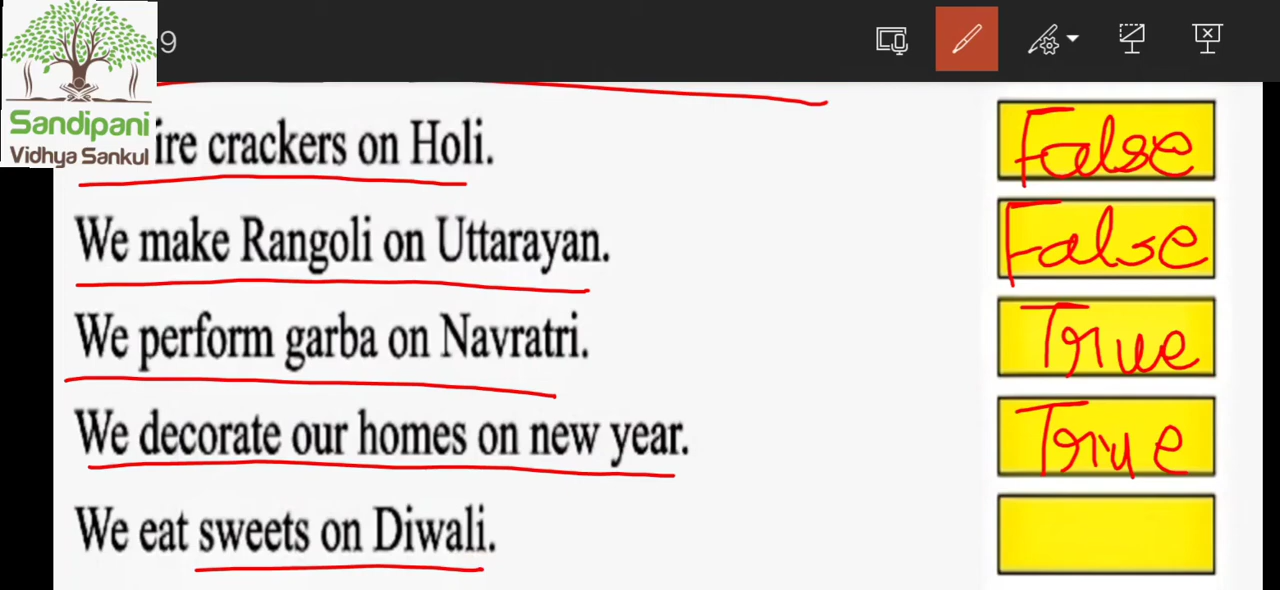 9
Sandipani
Vidhya Sankul
ire crackers on Holi. False
We make Rangoli on Uttarayan. False
We perform garba on Navratri. True
We decorate our homes on new year. True
We eat sweets on Diwali.